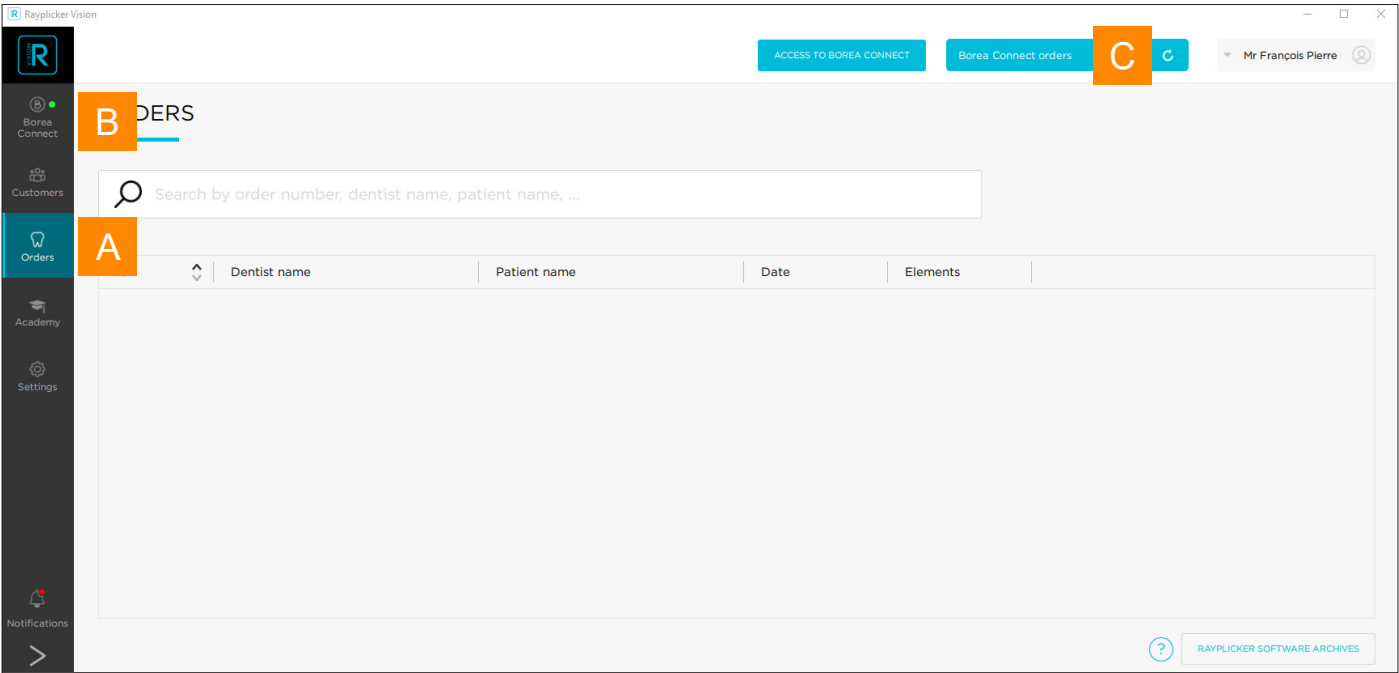 R Rayplicker Vision
VISION R
ACCESS TO BOREA CONNECT
Borea Connect orders
C
Mr François Pierre
B
Borea
Connect
B
DERS
Customers
Search by order number, dentist name, patient name, ...
Orders
A
Dentist name
Patient name
Date
Elements
Academy
Settings
Notifications
?
RAYPLICKER SOFTWARE ARCHIVES